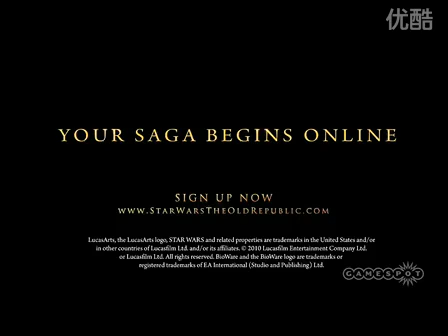 优酷
YOUR SAGA BEGINS ONLINE
SIGN UP NOW
WWW.STARWARSTHEOLDREPUBLIC.COM
LucasArts, the LucasArts logo, STAR WARS and related properties are trademarks in the United States and/or
in other countries of Lucasfilm Ltd. and/or its affiliates. © 2010 Lucasfilm Entertainment Company Ltd.
or Lucasfilm Ltd. All rights reserved. BioWare and the BioWare logo are trademarks or
registered trademarks of EA International (Studio and Publishing) Ltd.
GAMESPOT